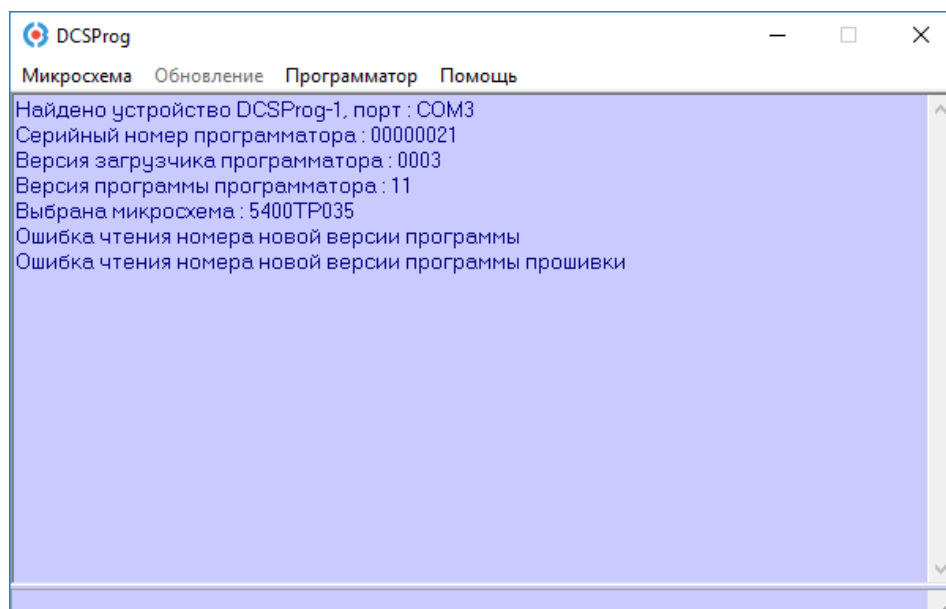 DCSProg
Микросхема Обновление Программатор Помощь
Найдено устройство DCSProg-1, порт : COM3
Серийный номер программатора : 00000021
Версия загрузчика программатора : 0003
Версия программы программатора : 11
Выбрана микросхема : 5400TP035
Ошибка чтения номера новой версии программы
Ошибка чтения номера новой версии программы прошивки